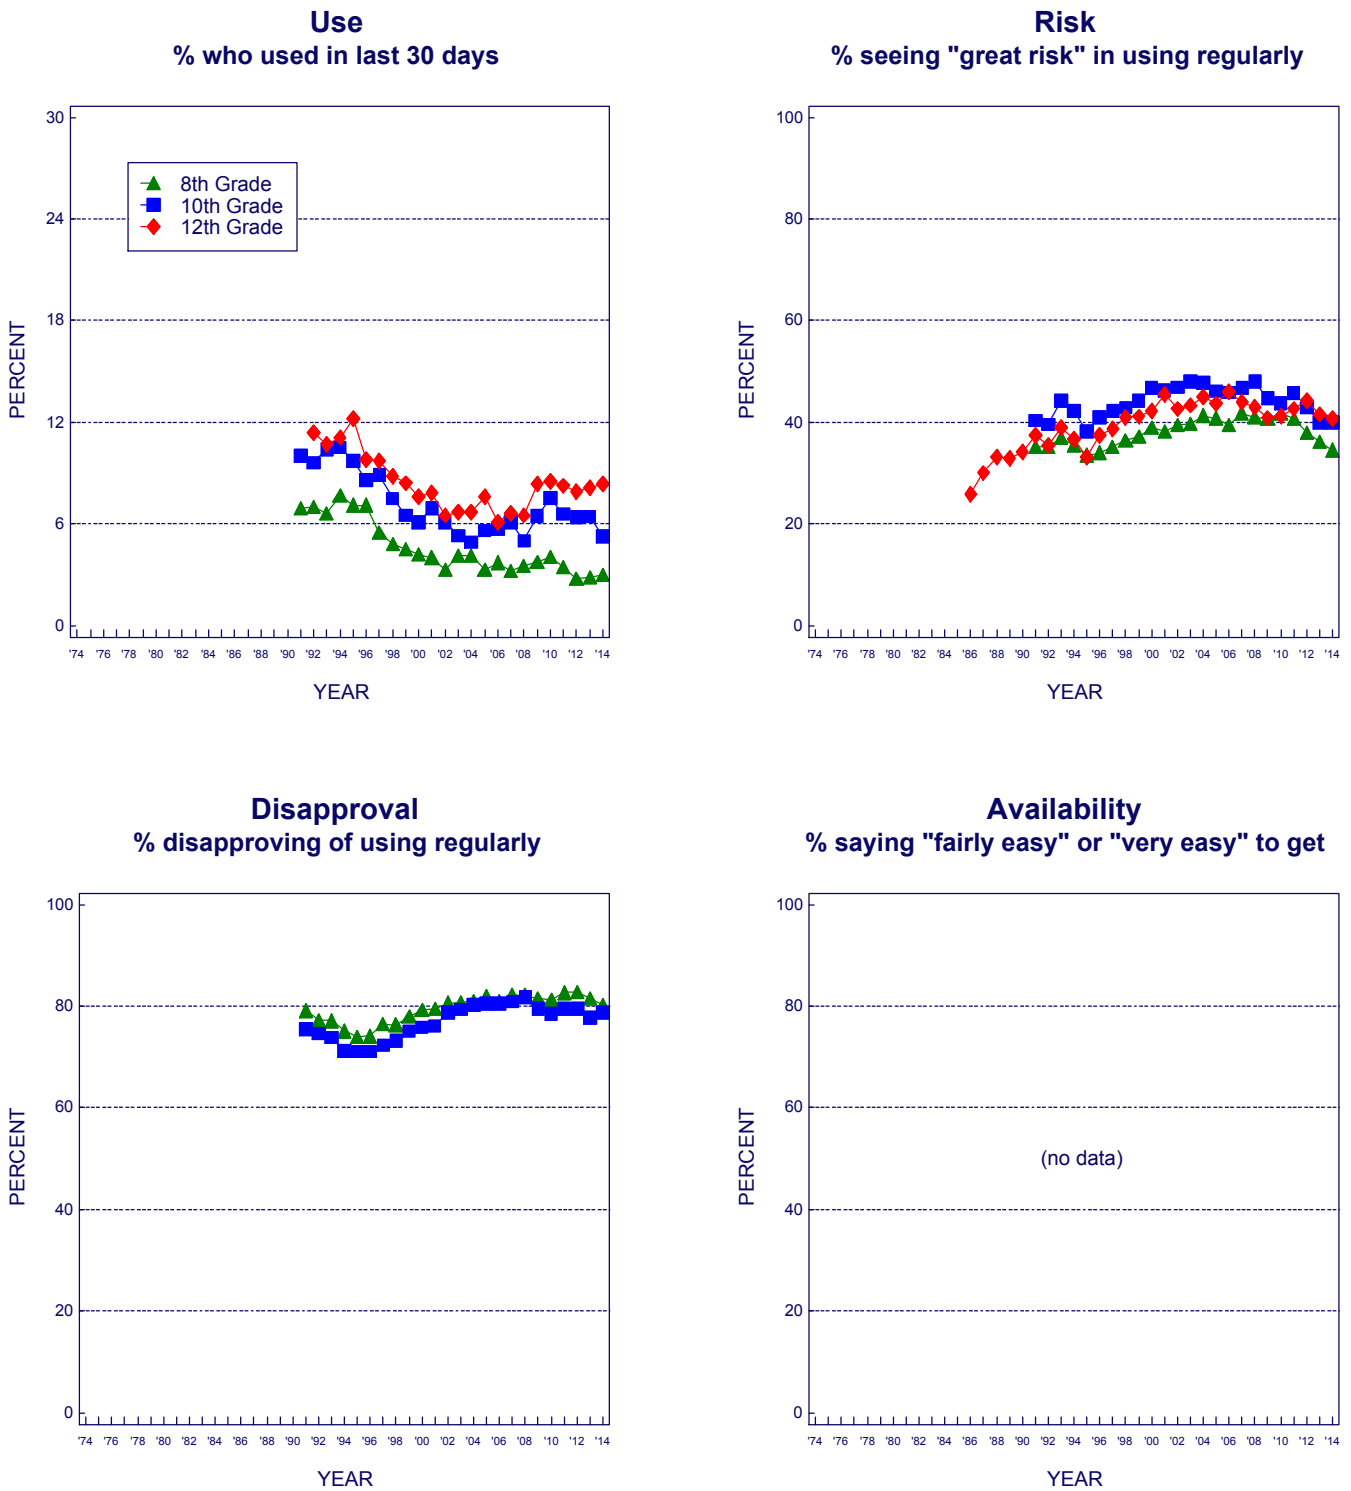 Use
% who used in last 30 days
30
24
18
12
6
0
PERCENT
8th Grade
10th Grade
12th Grade
'74 '76 '78 '80 '82 '84 '86 '88 '90 '92 '94 '96 '98 '00 '02 '04 '06 '08 '10 '12 '14
YEAR
Risk
% seeing "great risk" in using regularly
100
80
60
40
20
0
PERCENT
'74 '76 '78 '80 '82 '84 '86 '88 '90 '92 '94 '96 '98 '00 '02 '04 '06 '08 '10 '12 '14
YEAR
Disapproval
% disapproving of using regularly
100
80
60
40
20
0
PERCENT
'74 '76 '78 '80 '82 '84 '86 '88 '90 '92 '94 '96 '98 '00 '02 '04 '06 '08 '10 '12 '14
YEAR
Availability
% saying "fairly easy" or "very easy" to get
100
80
60
40
20
0
PERCENT
(no data)
'74 '76 '78 '80 '82 '84 '86 '88 '90 '92 '94 '96 '98 '00 '02 '04 '06 '08 '10 '12 '14
YEAR